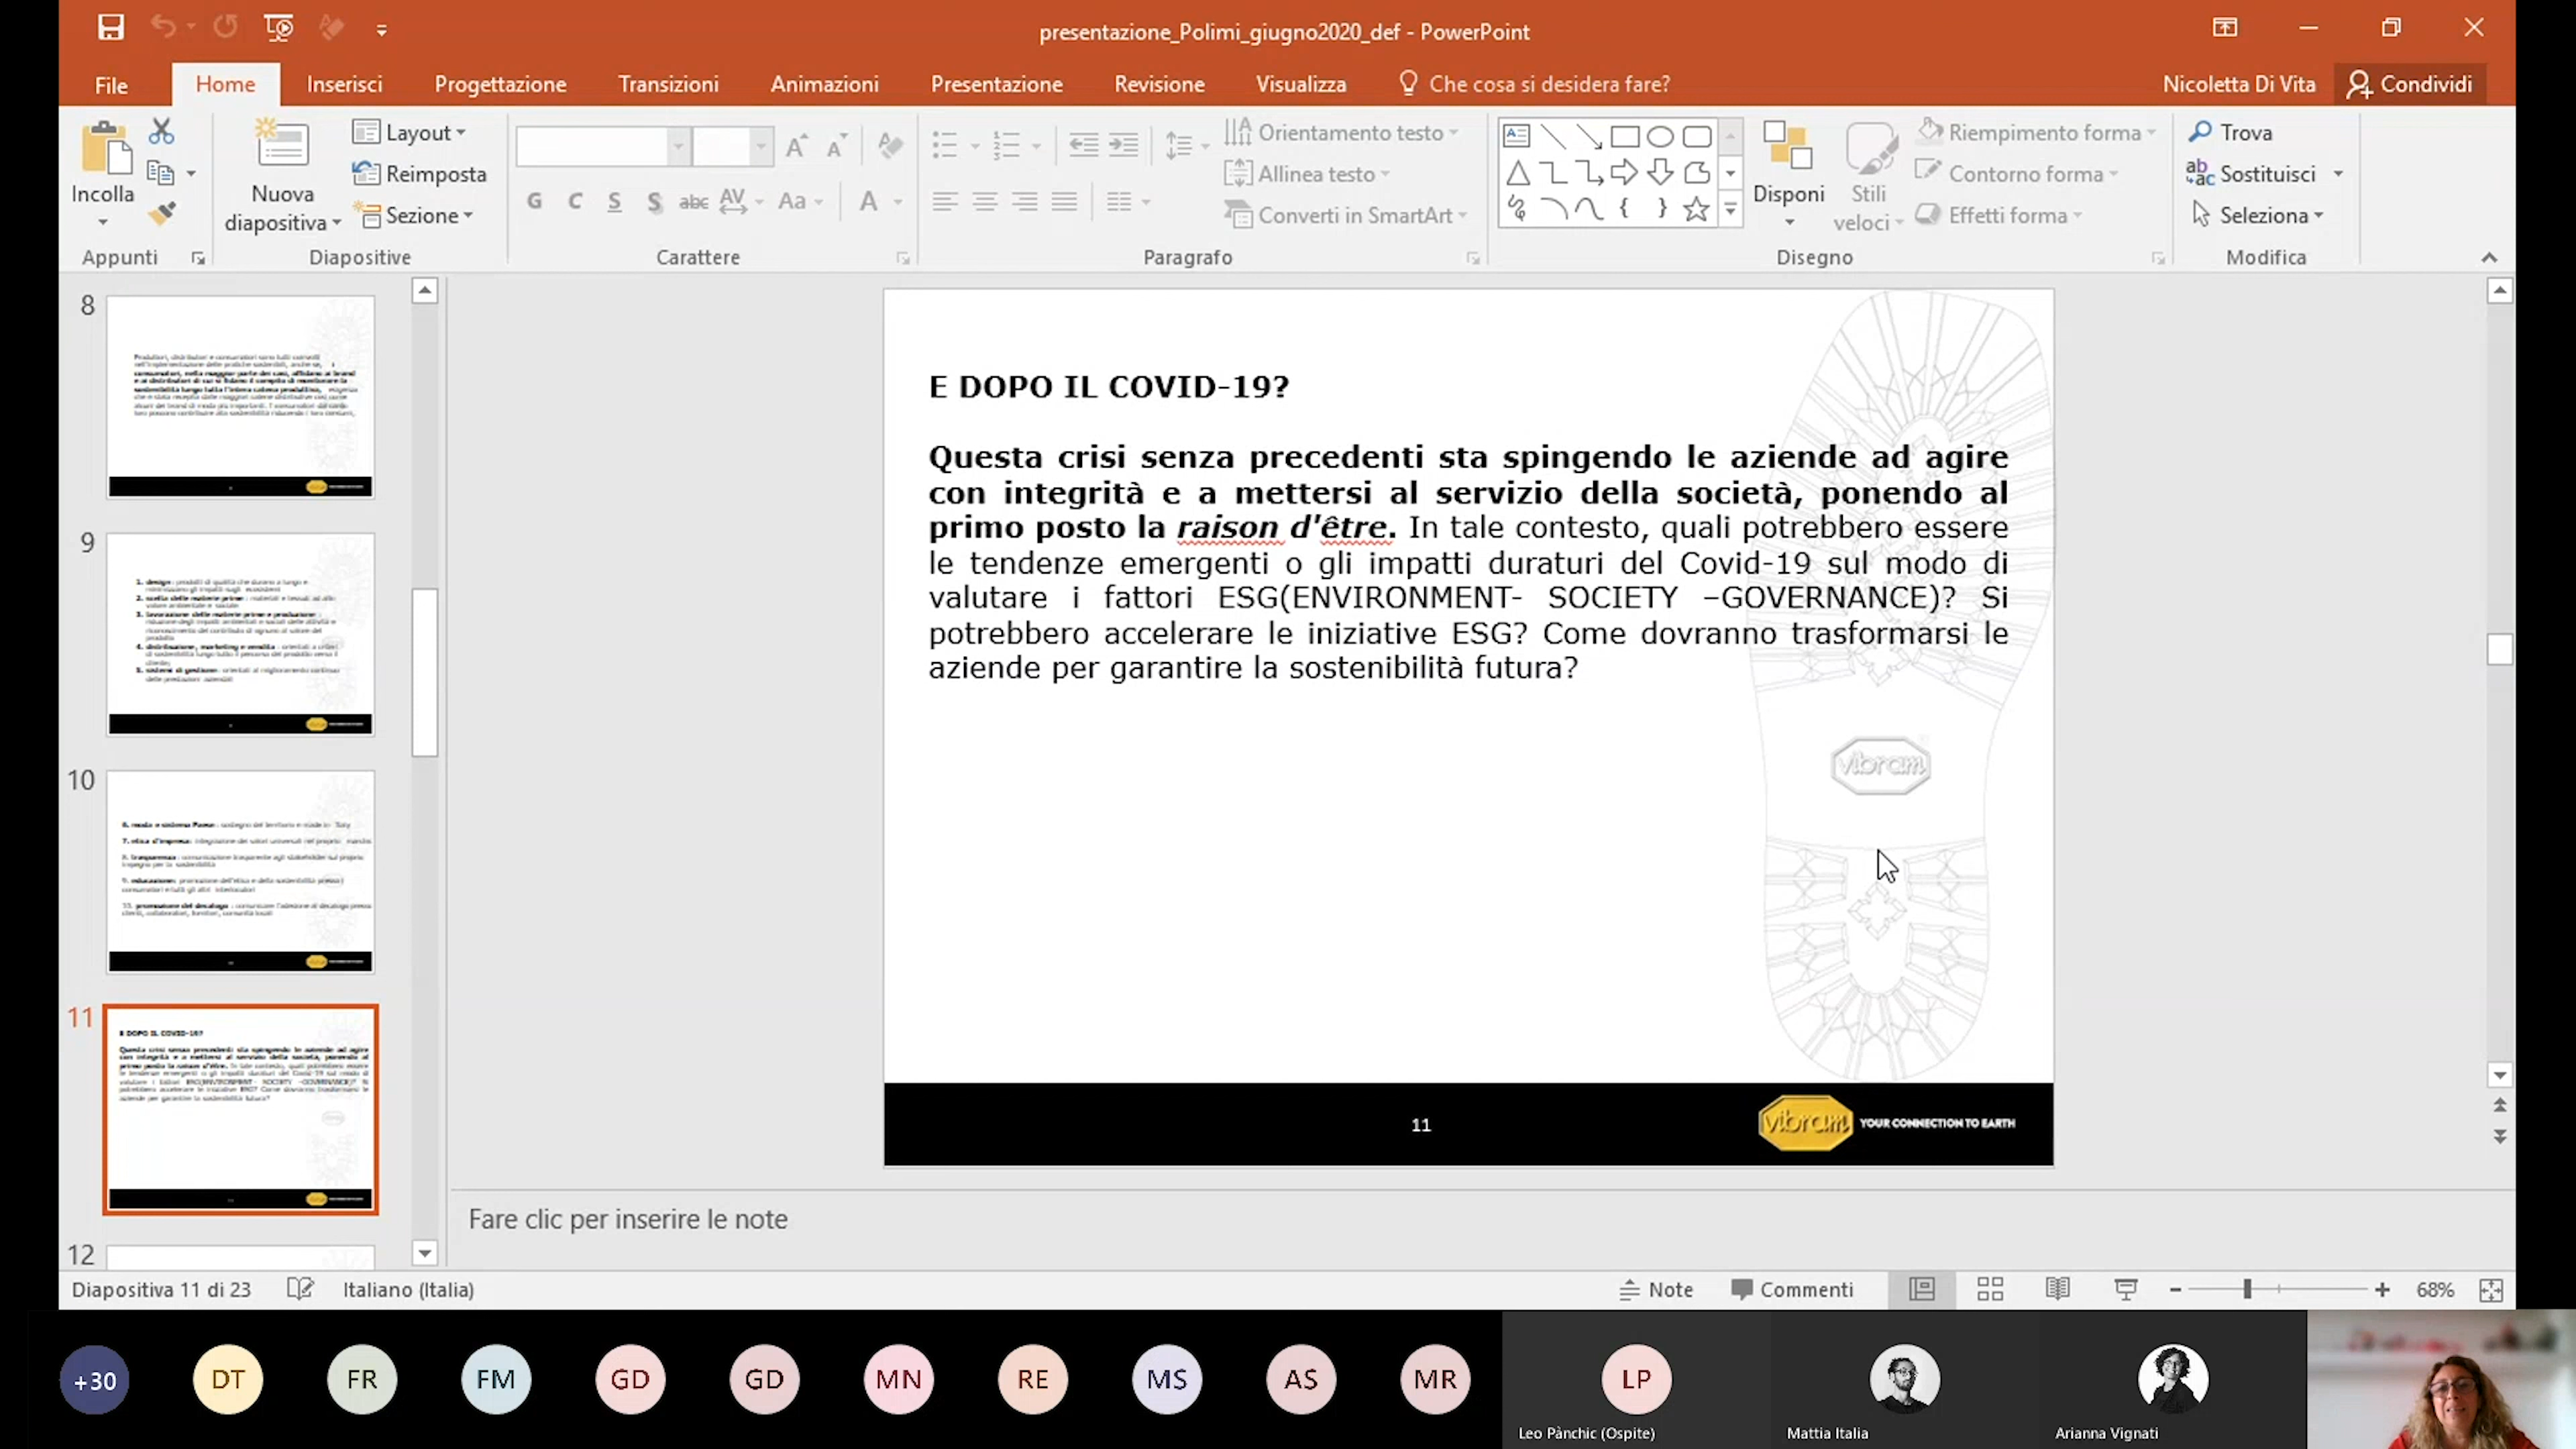 presentazione_Polimi_giugno2020_def - PowerPoint
File Home Inserisci Progettazione Transizioni Animazioni Presentazione Revisione Visualizza Che cosa si desidera fare? Nicoletta Di Vita Condividi
Incolla
Appunti
Nuova diapositiva
Layout
Reimposta
Sezione
Diapositive
G C S S abc AV Aa A
Carattere
Orientamento testo
Allinea testo
Converti in SmartArt
Paragrafo
Disponi
Stili veloci
Riempimento forma
Contorno forma
Effetti forma
Disegno
Trova
Sostituisci
Seleziona
Modifica
8
9
10
11
12
E DOPO IL COVID-19?
Questa crisi senza precedenti sta spingendo le aziende ad agire
con integrità e a mettersi al servizio della società, ponendo al
primo posto la raison d'être. In tale contesto, quali potrebbero essere
le tendenze emergenti o gli impatti duraturi del Covid-19 sul modo di
valutare i fattori ESG(ENVIRONMENT- SOCIETY –GOVERNANCE)? Si
potrebbero accelerare le iniziative ESG? Come dovranno trasformarsi le
aziende per garantire la sostenibilità futura?
vibram
11
vibram YOUR CONNECTION TO EARTH
Fare clic per inserire le note
Diapositiva 11 di 23 Italiano (Italia) Note Commenti 68%
+30 DT FR FM GD GD MN RE MS AS MR LP
Leo Pànchic (Ospite) Mattia Italia Arianna Vignati